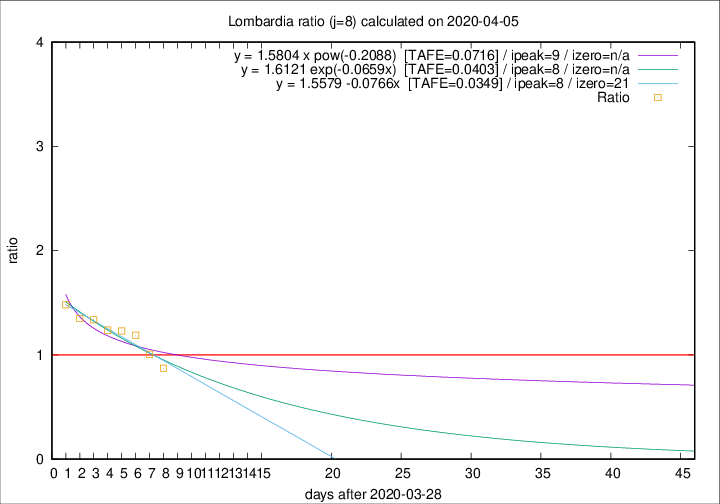 Lombardia ratio (j=8) calculated on 2020-04-05
y = 1.5804 x pow(-0.2088) [TAFE=0.0716] / ipeak=9 / izero=n/a
y = 1.6121 exp(-0.0659x) [TAFE=0.0403] / ipeak=8 / izero=n/a
y = 1.5579 -0.0766x [TAFE=0.0349] / ipeak=8 / izero=21
Ratio
4
3
2
1
0
ratio
0 1 2 3 4 5 6 7 8 9 10 11 12 13 14 15 20 25 30 35 40 45
days after 2020-03-28